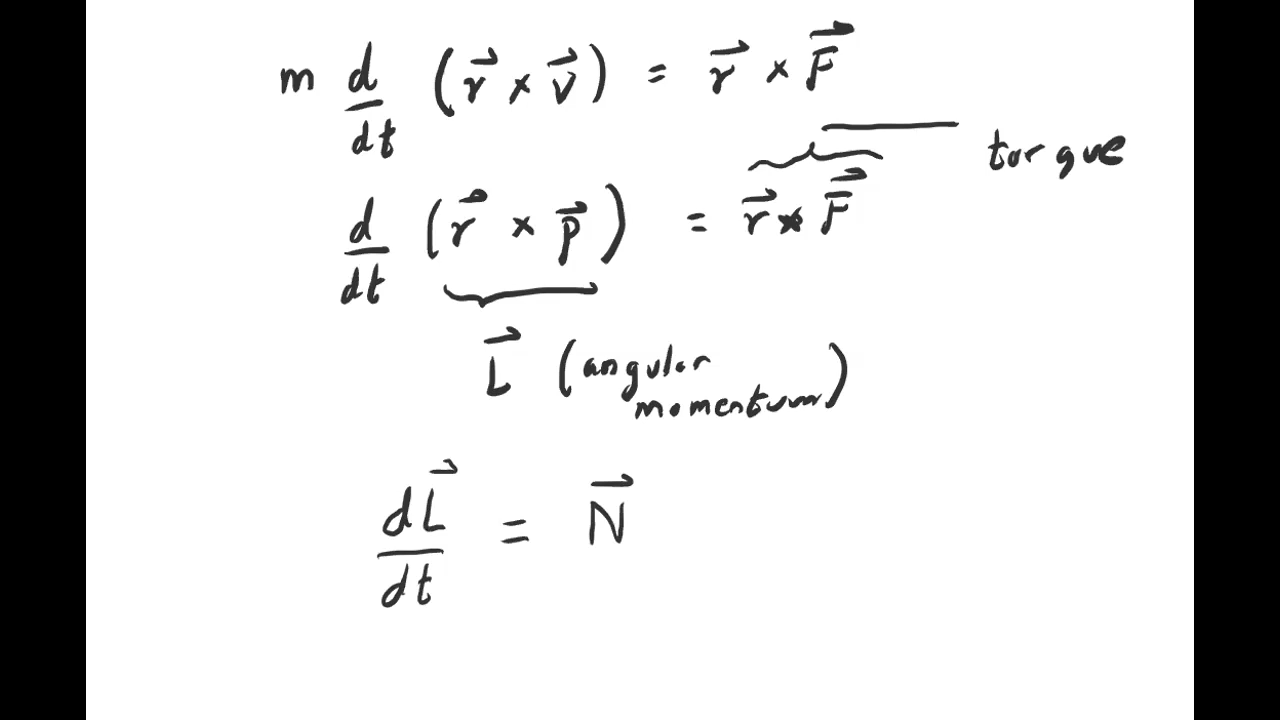 m d/dt (r⃗ × v⃗) = r⃗ × F⃗
torque
d/dt (r⃗ × p⃗) = r⃗ × F⃗
L⃗ (angular
momentum)
dL⃗/dt = N⃗